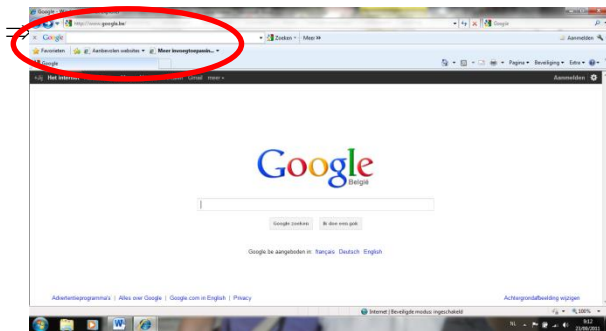 Google
http://www.google.be/
Google
Google
Zoeken
Meer »
Aanmelden
Favorieten
Aanbevolen websites
Meer invoegtoepassin...
Google
Pagina
Beveiliging
Extra
Het internet
Gmail
meer
Aanmelden
Google
België
Google zoeken
Ik doe een gok
Google.be aangeboden in: français Deutsch English
Advertentieprogramma's | Alles over Google | Google.com in English | Privacy
Achtergrondafbeelding wijzigen
Internet | Beveiligde modus: ingeschakeld
100%
NL
9:12
21/09/2011